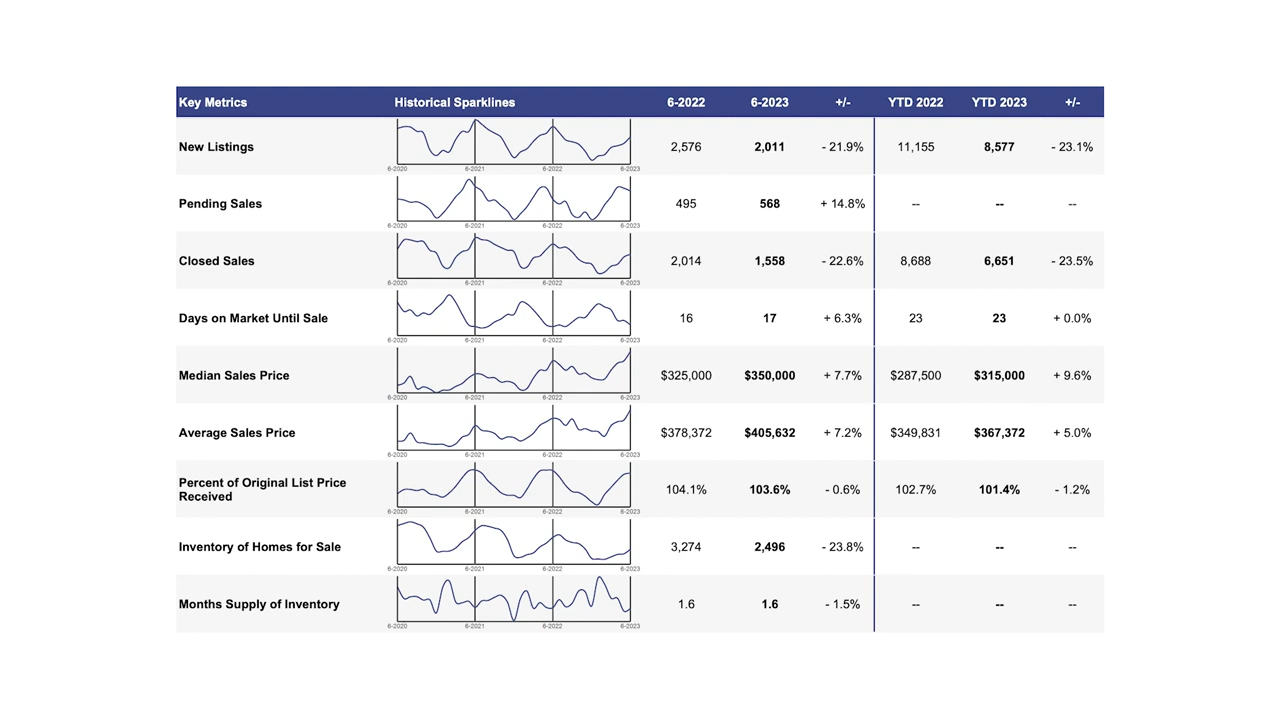 Key Metrics Historical Sparklines 6-2022 6-2023 +/- YTD 2022 YTD 2023 +/-
New Listings 2,576 2,011 - 21.9% 11,155 8,577 - 23.1%
6-2020 6-2021 6-2022 6-2023
Pending Sales 495 568 + 14.8% -- -- --
6-2020 6-2021 6-2022 6-2023
Closed Sales 2,014 1,558 - 22.6% 8,688 6,651 - 23.5%
6-2020 6-2021 6-2022 6-2023
Days on Market Until Sale 16 17 + 6.3% 23 23 + 0.0%
6-2020 6-2021 6-2022 6-2023
Median Sales Price $325,000 $350,000 + 7.7% $287,500 $315,000 + 9.6%
6-2020 6-2021 6-2022 6-2023
Average Sales Price $378,372 $405,632 + 7.2% $349,831 $367,372 + 5.0%
6-2020 6-2021 6-2022 6-2023
Percent of Original List Price
Received 104.1% 103.6% - 0.6% 102.7% 101.4% - 1.2%
6-2020 6-2021 6-2022 6-2023
Inventory of Homes for Sale 3,274 2,496 - 23.8% -- -- --
6-2020 6-2021 6-2022 6-2023
Months Supply of Inventory 1.6 1.6 - 1.5% -- -- --
6-2020 6-2021 6-2022 6-2023